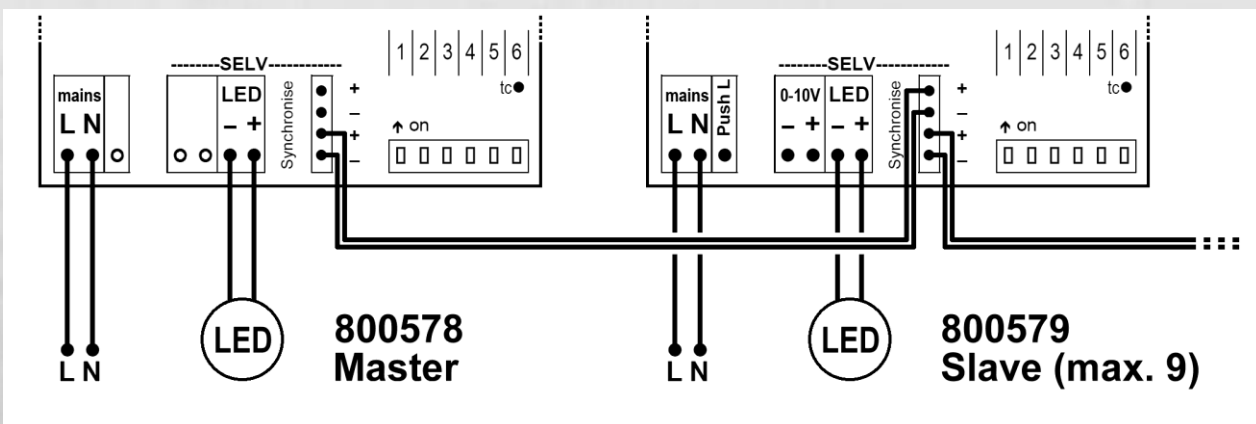 SELV
1 2 3 4 5 6
mains
LED
Synchronise
+
tc
L N
– +
–
+
–
↑ on
LED
L N
800578
Master
SELV
1 2 3 4 5 6
mains
Push L
0-10V
LED
Synchronise
+
tc
L N
– +
– +
–
+
–
↑ on
LED
L N
800579
Slave (max. 9)